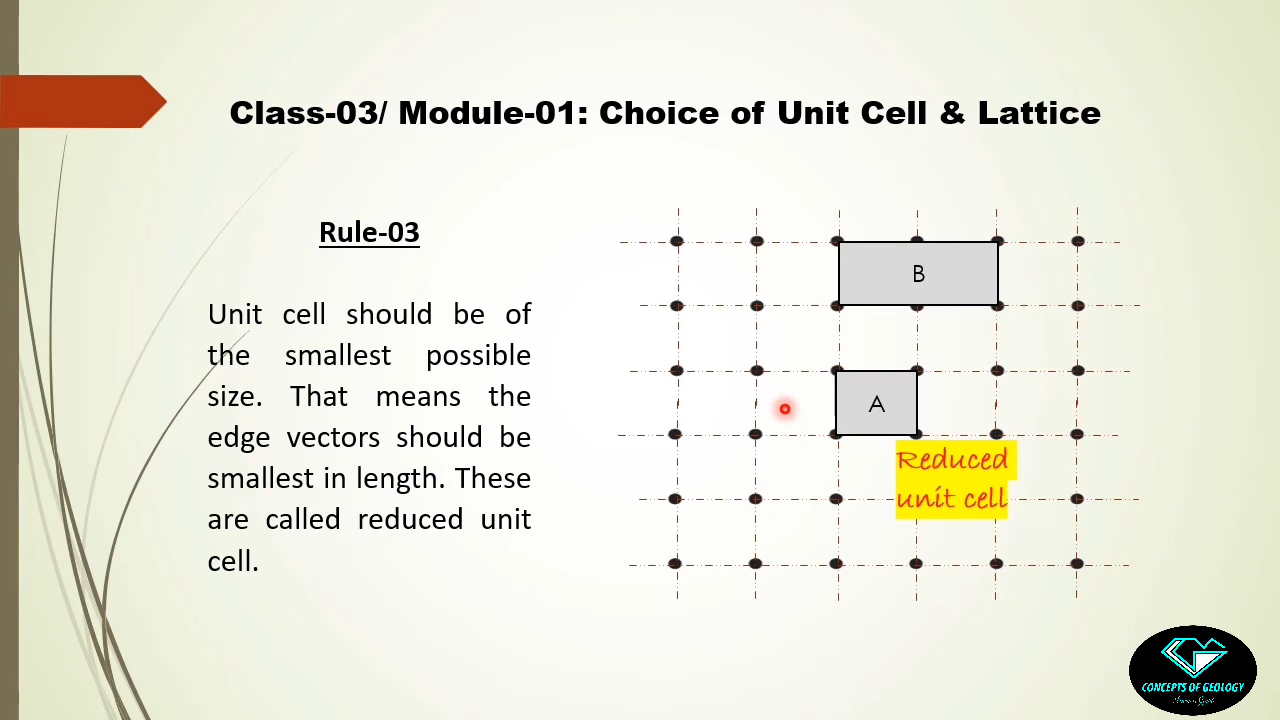 Class-03/ Module-01: Choice of Unit Cell & Lattice
Rule-03
Unit cell should be of
the smallest possible
size. That means the
edge vectors should be
smallest in length. These
are called reduced unit
cell.
B
A
Reduced
unit cell
CONCEPTS OF GEOLOGY